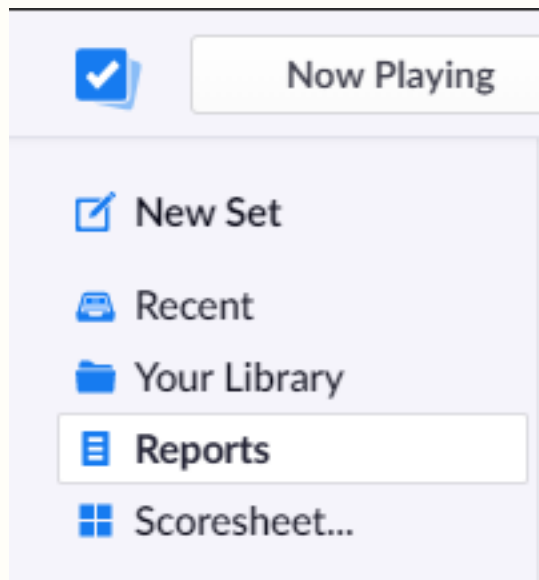 Now Playing
New Set
Recent
Your Library
Reports
Scoresheet...